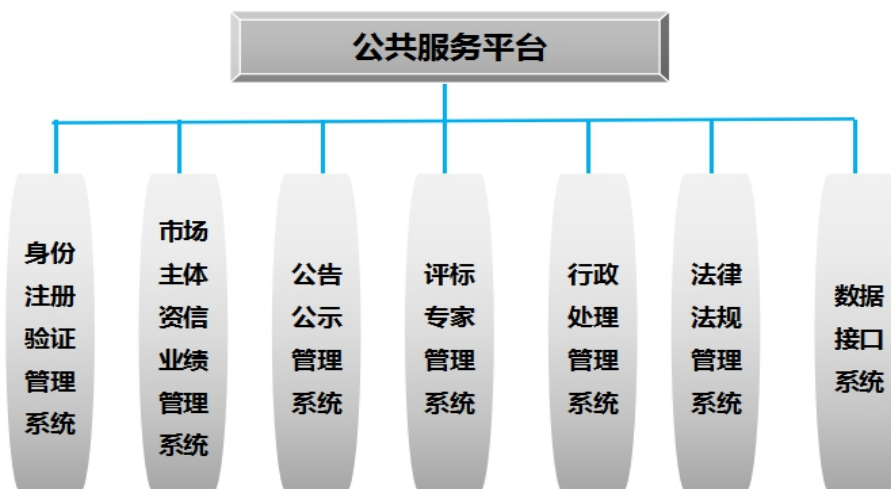 公共服务平台
身份
注册
验证
管理
系统
市场
主体
资信
业绩
管理
系统
公告
公示
管理
系统
评标
专家
管理
系统
行政
处理
管理
系统
法律
法规
管理
系统
数据
接口
系统